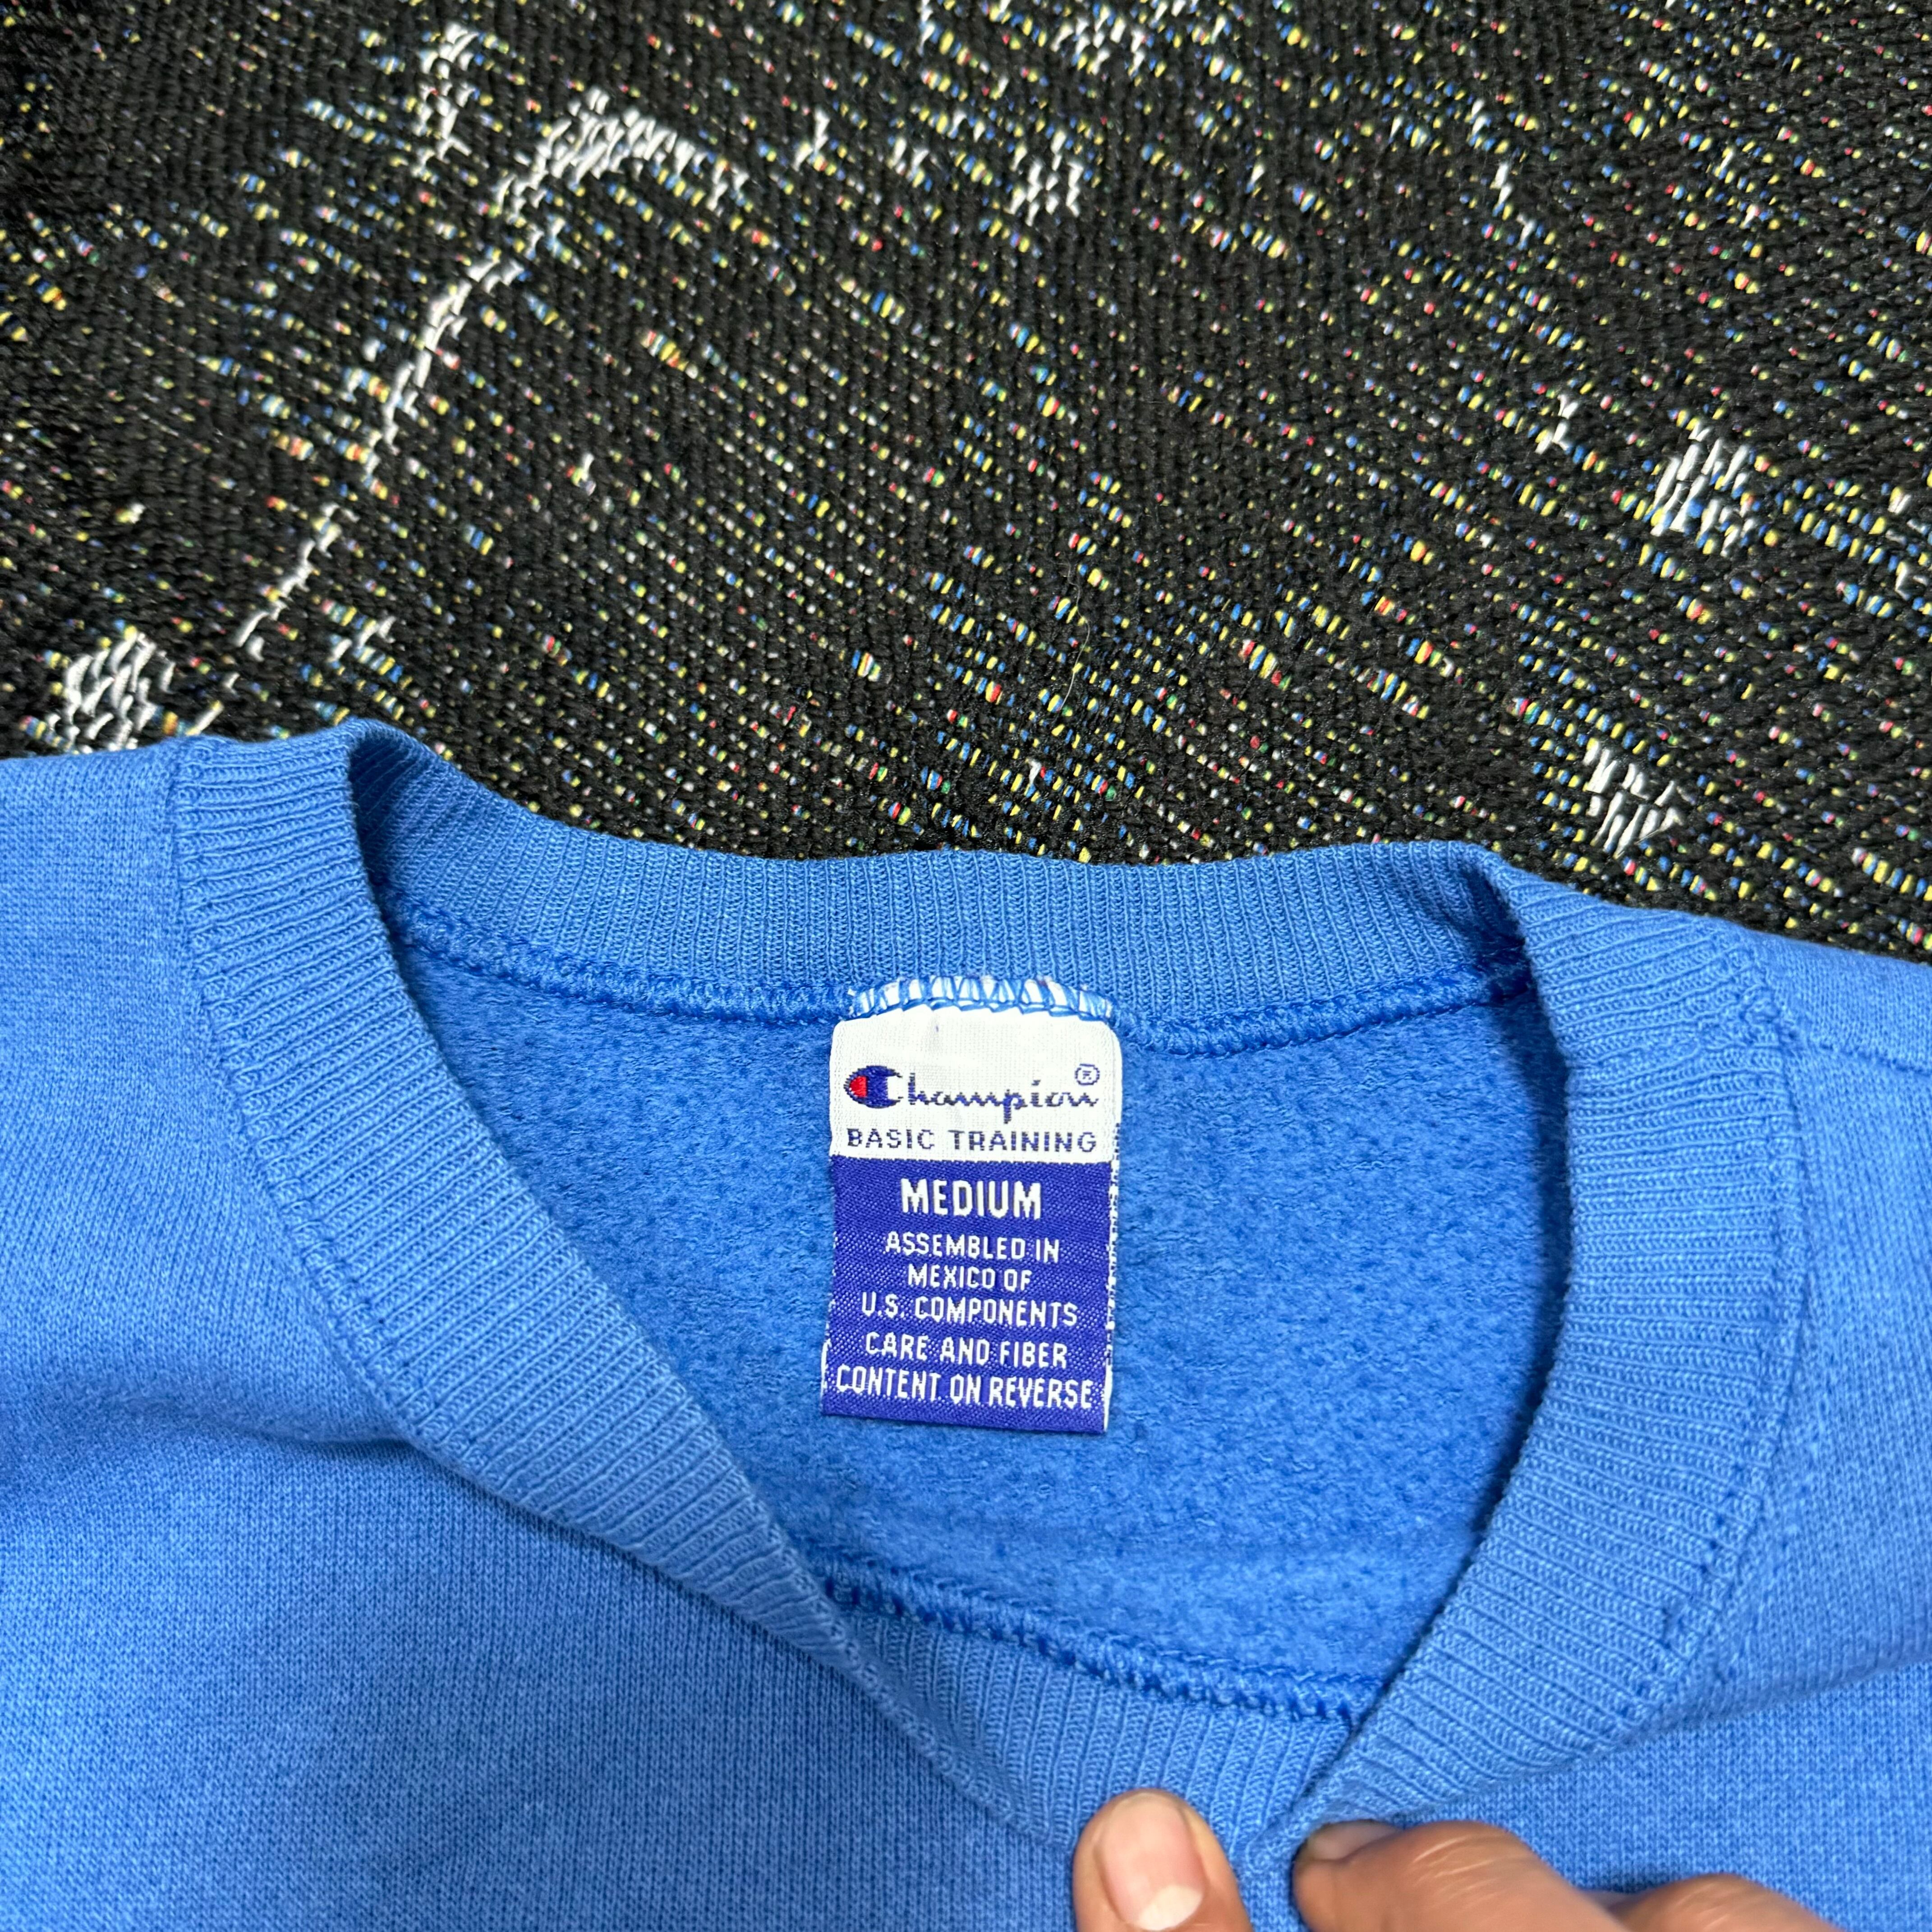 Champion®
BASIC TRAINING
MEDIUM
ASSEMBLED IN
MEXICO OF
U.S. COMPONENTS
CARE AND FIBER
CONTENT ON REVERSE